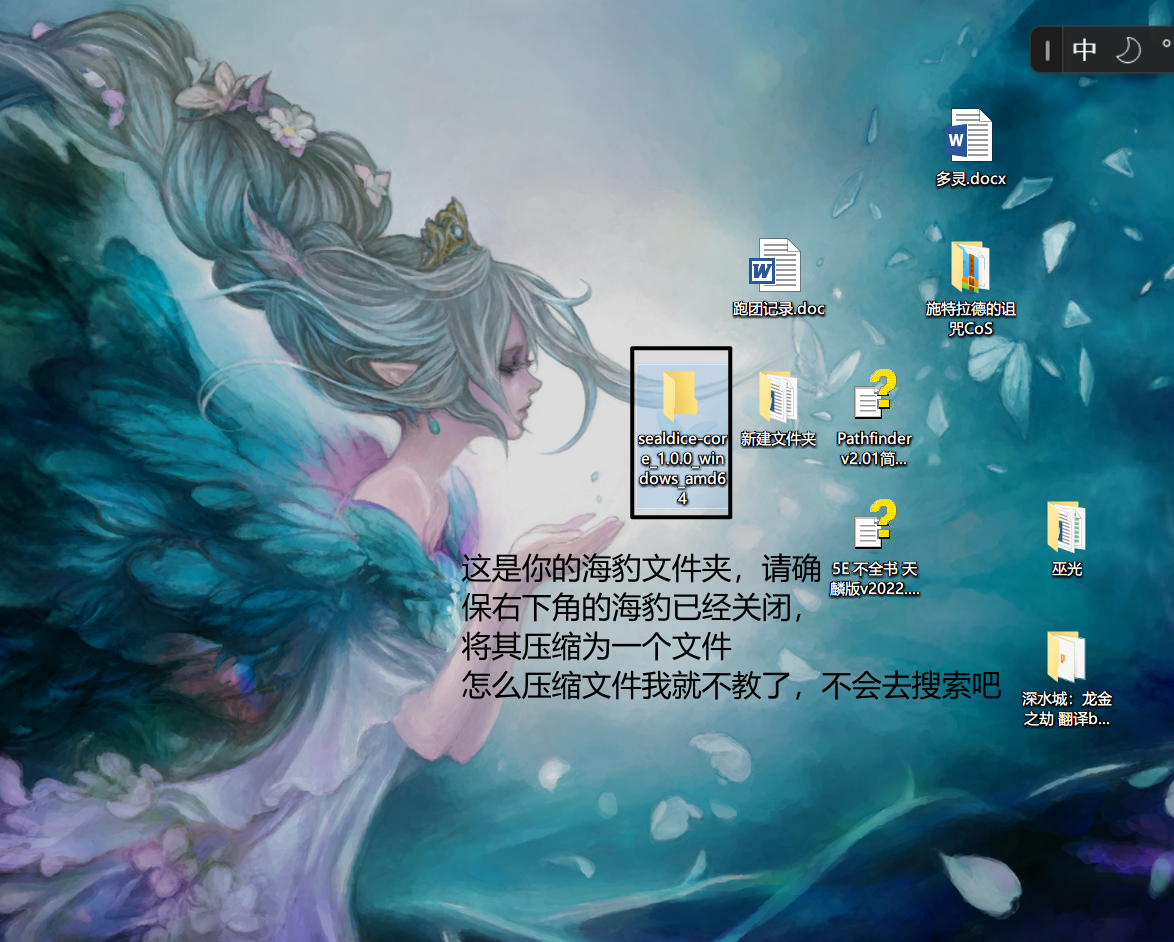 中
多灵.docx
跑团记录.doc
施特拉德的诅
咒CoS
sealdice-cor
e_1.0.0_win
dows_amd6
4
新建文件夹
Pathfinder
v2.01简...
这是你的海豹文件夹，请确
保右下角的海豹已经关闭，
将其压缩为一个文件
怎么压缩文件我就不教了，不会去搜索吧
5E 不全书 天
麟版v2022....
巫光
深水城：龙金
之劫 翻译b...